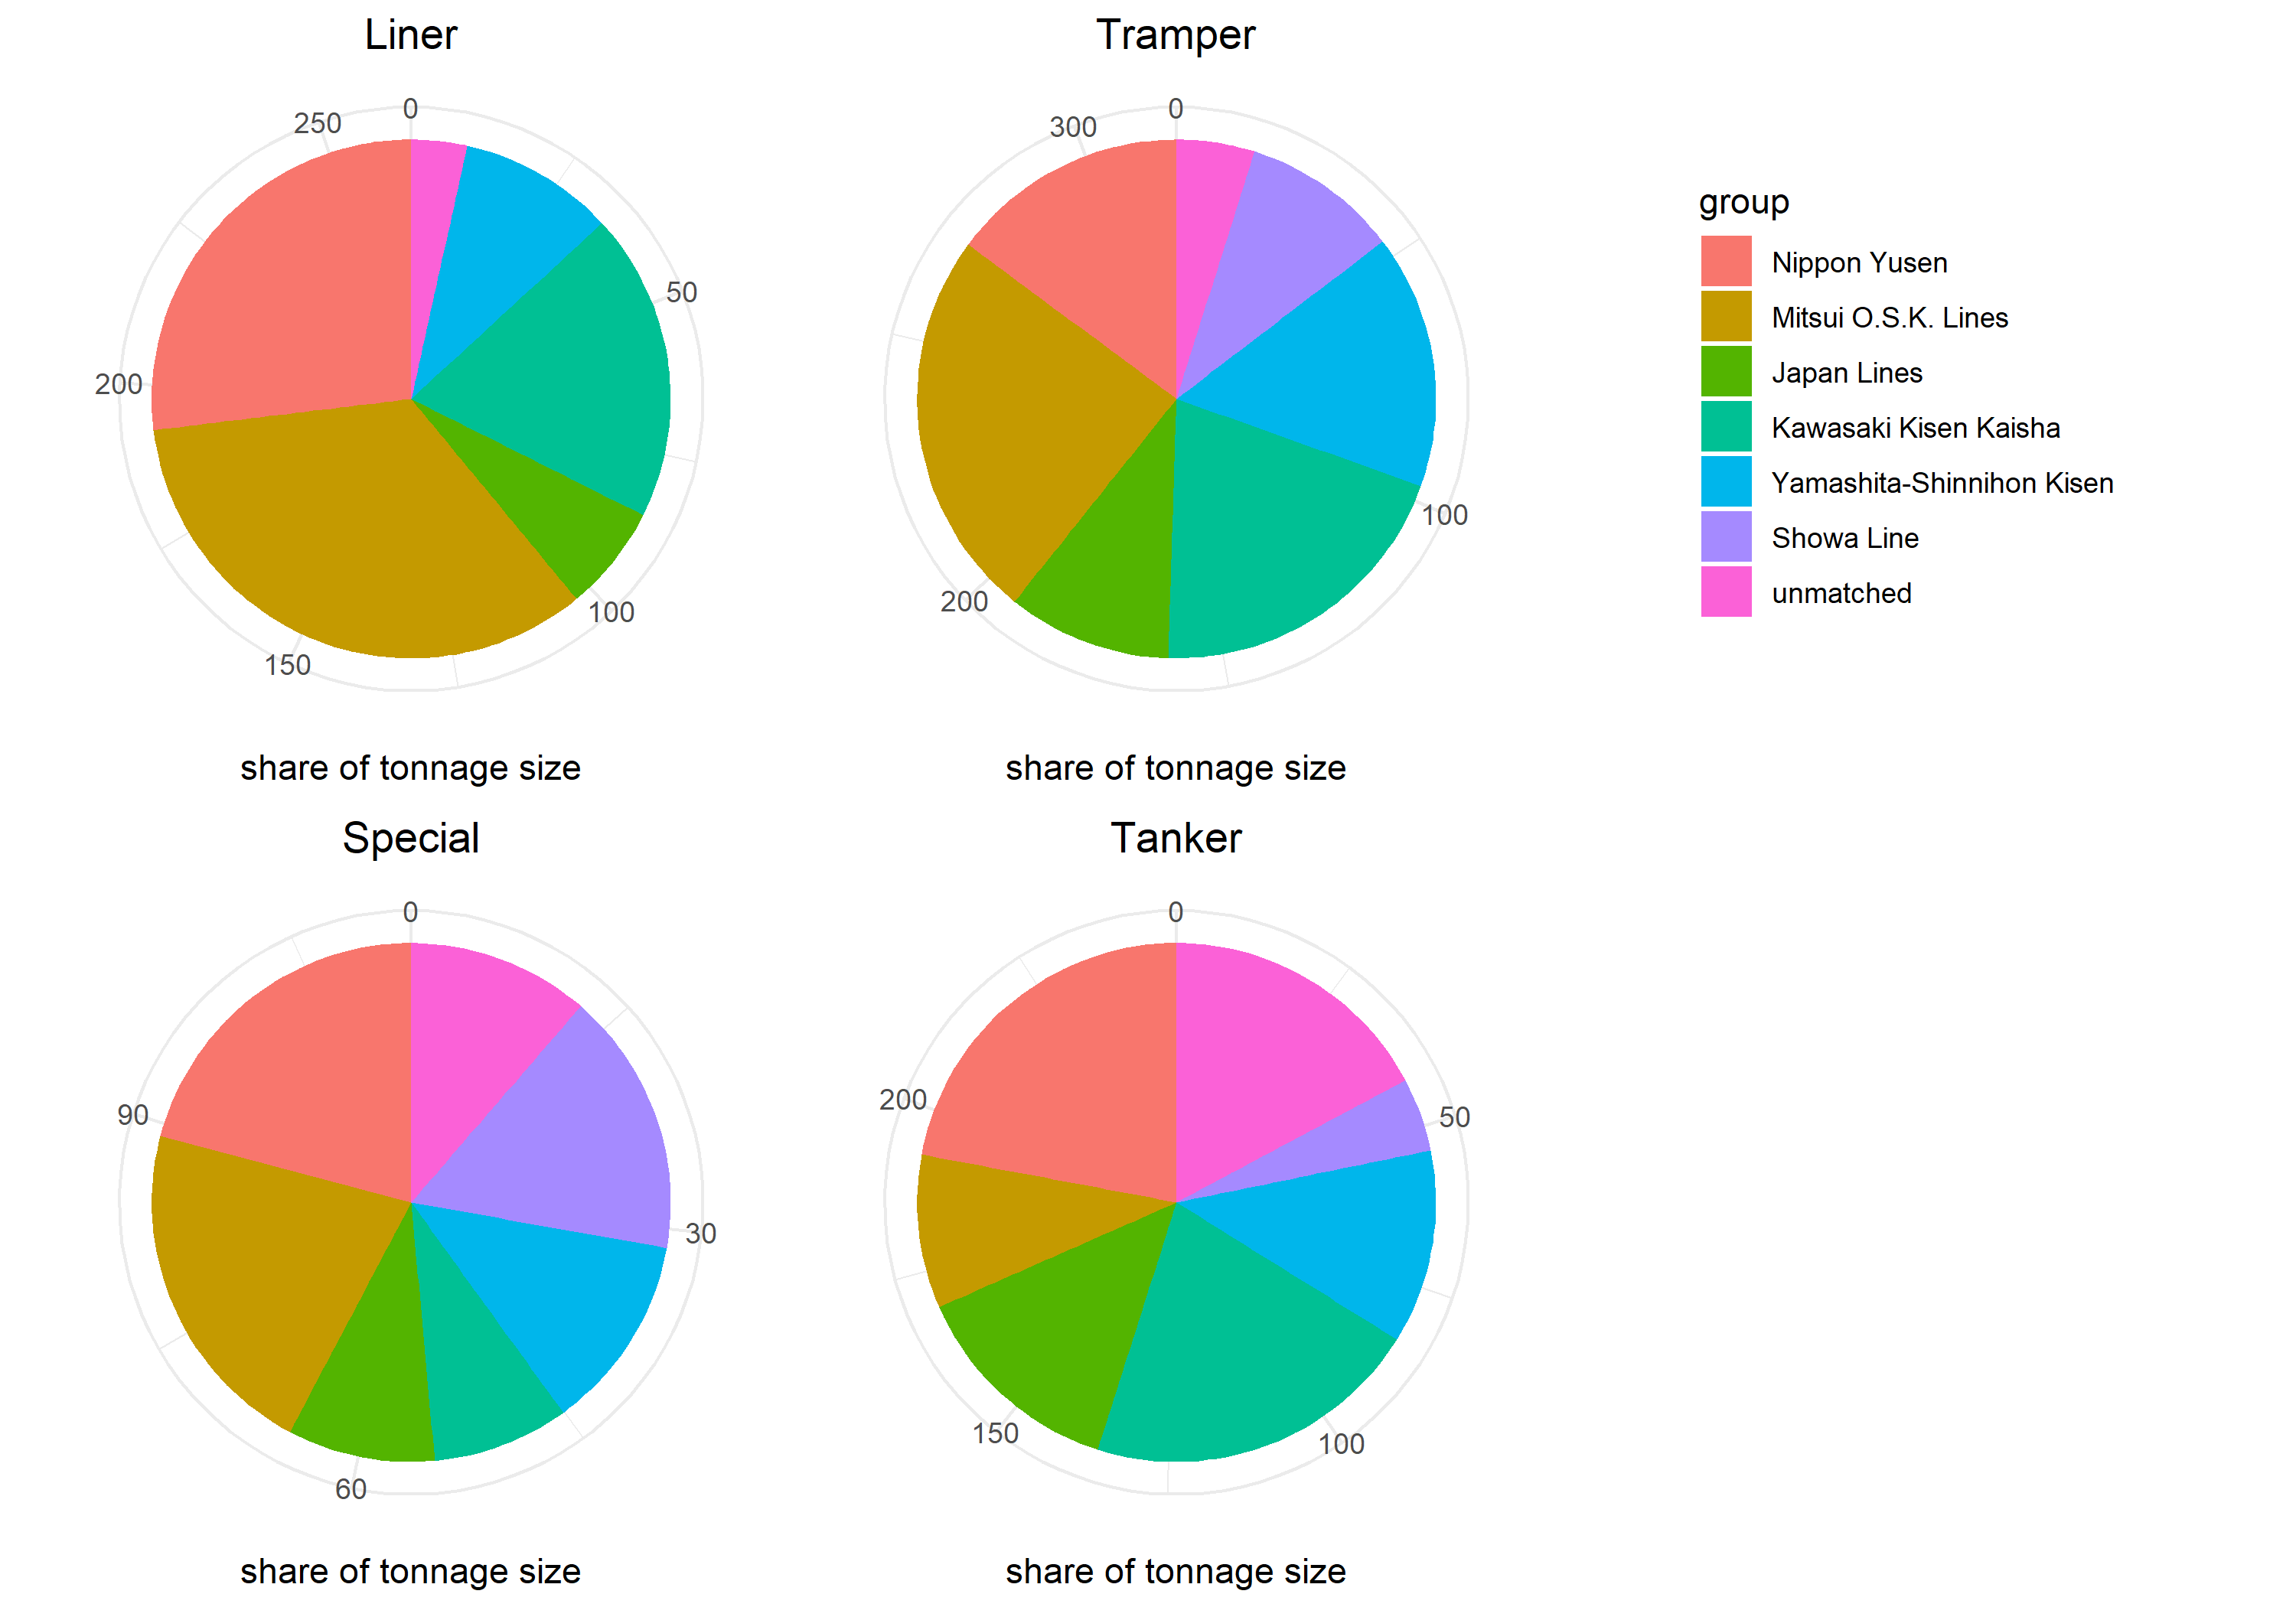 Liner
0
50
100
150
200
250
share of tonnage size
Tramper
0
100
200
300
share of tonnage size
group
Nippon Yusen
Mitsui O.S.K. Lines
Japan Lines
Kawasaki Kisen Kaisha
Yamashita-Shinnihon Kisen
Showa Line
unmatched
Special
0
30
60
90
share of tonnage size
Tanker
0
50
100
150
200
share of tonnage size